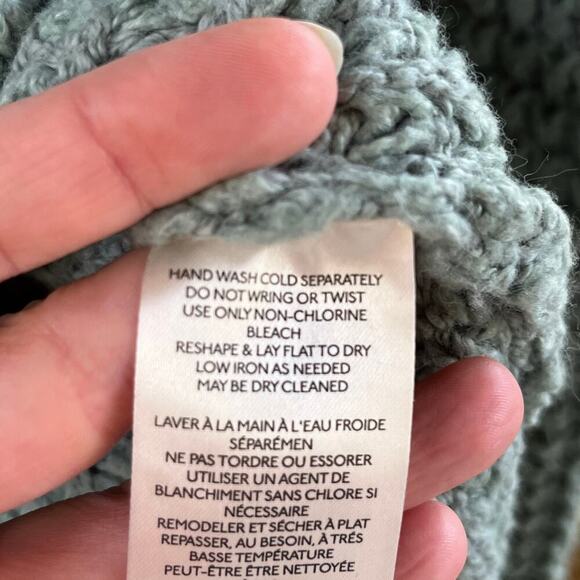 HAND WASH COLD SEPARATELY
DO NOT WRING OR TWIST
USE ONLY NON-CHLORINE
BLEACH
RESHAPE & LAY FLAT TO DRY
LOW IRON AS NEEDED
MAY BE DRY CLEANED
LAVER À LA MAIN À L'EAU FROIDE
SÉPARÉMEN
NE PAS TORDRE OU ESSORER
UTILISER UN AGENT DE
BLANCHIMENT SANS CHLORE SI
NÉCESSAIRE
REMODELER ET SÉCHER À PLAT
REPASSER, AU BESOIN, À TRÉS
BASSE TEMPÉRATURE
PEUT-ÊTRE ÊTRE NETTOYÉE